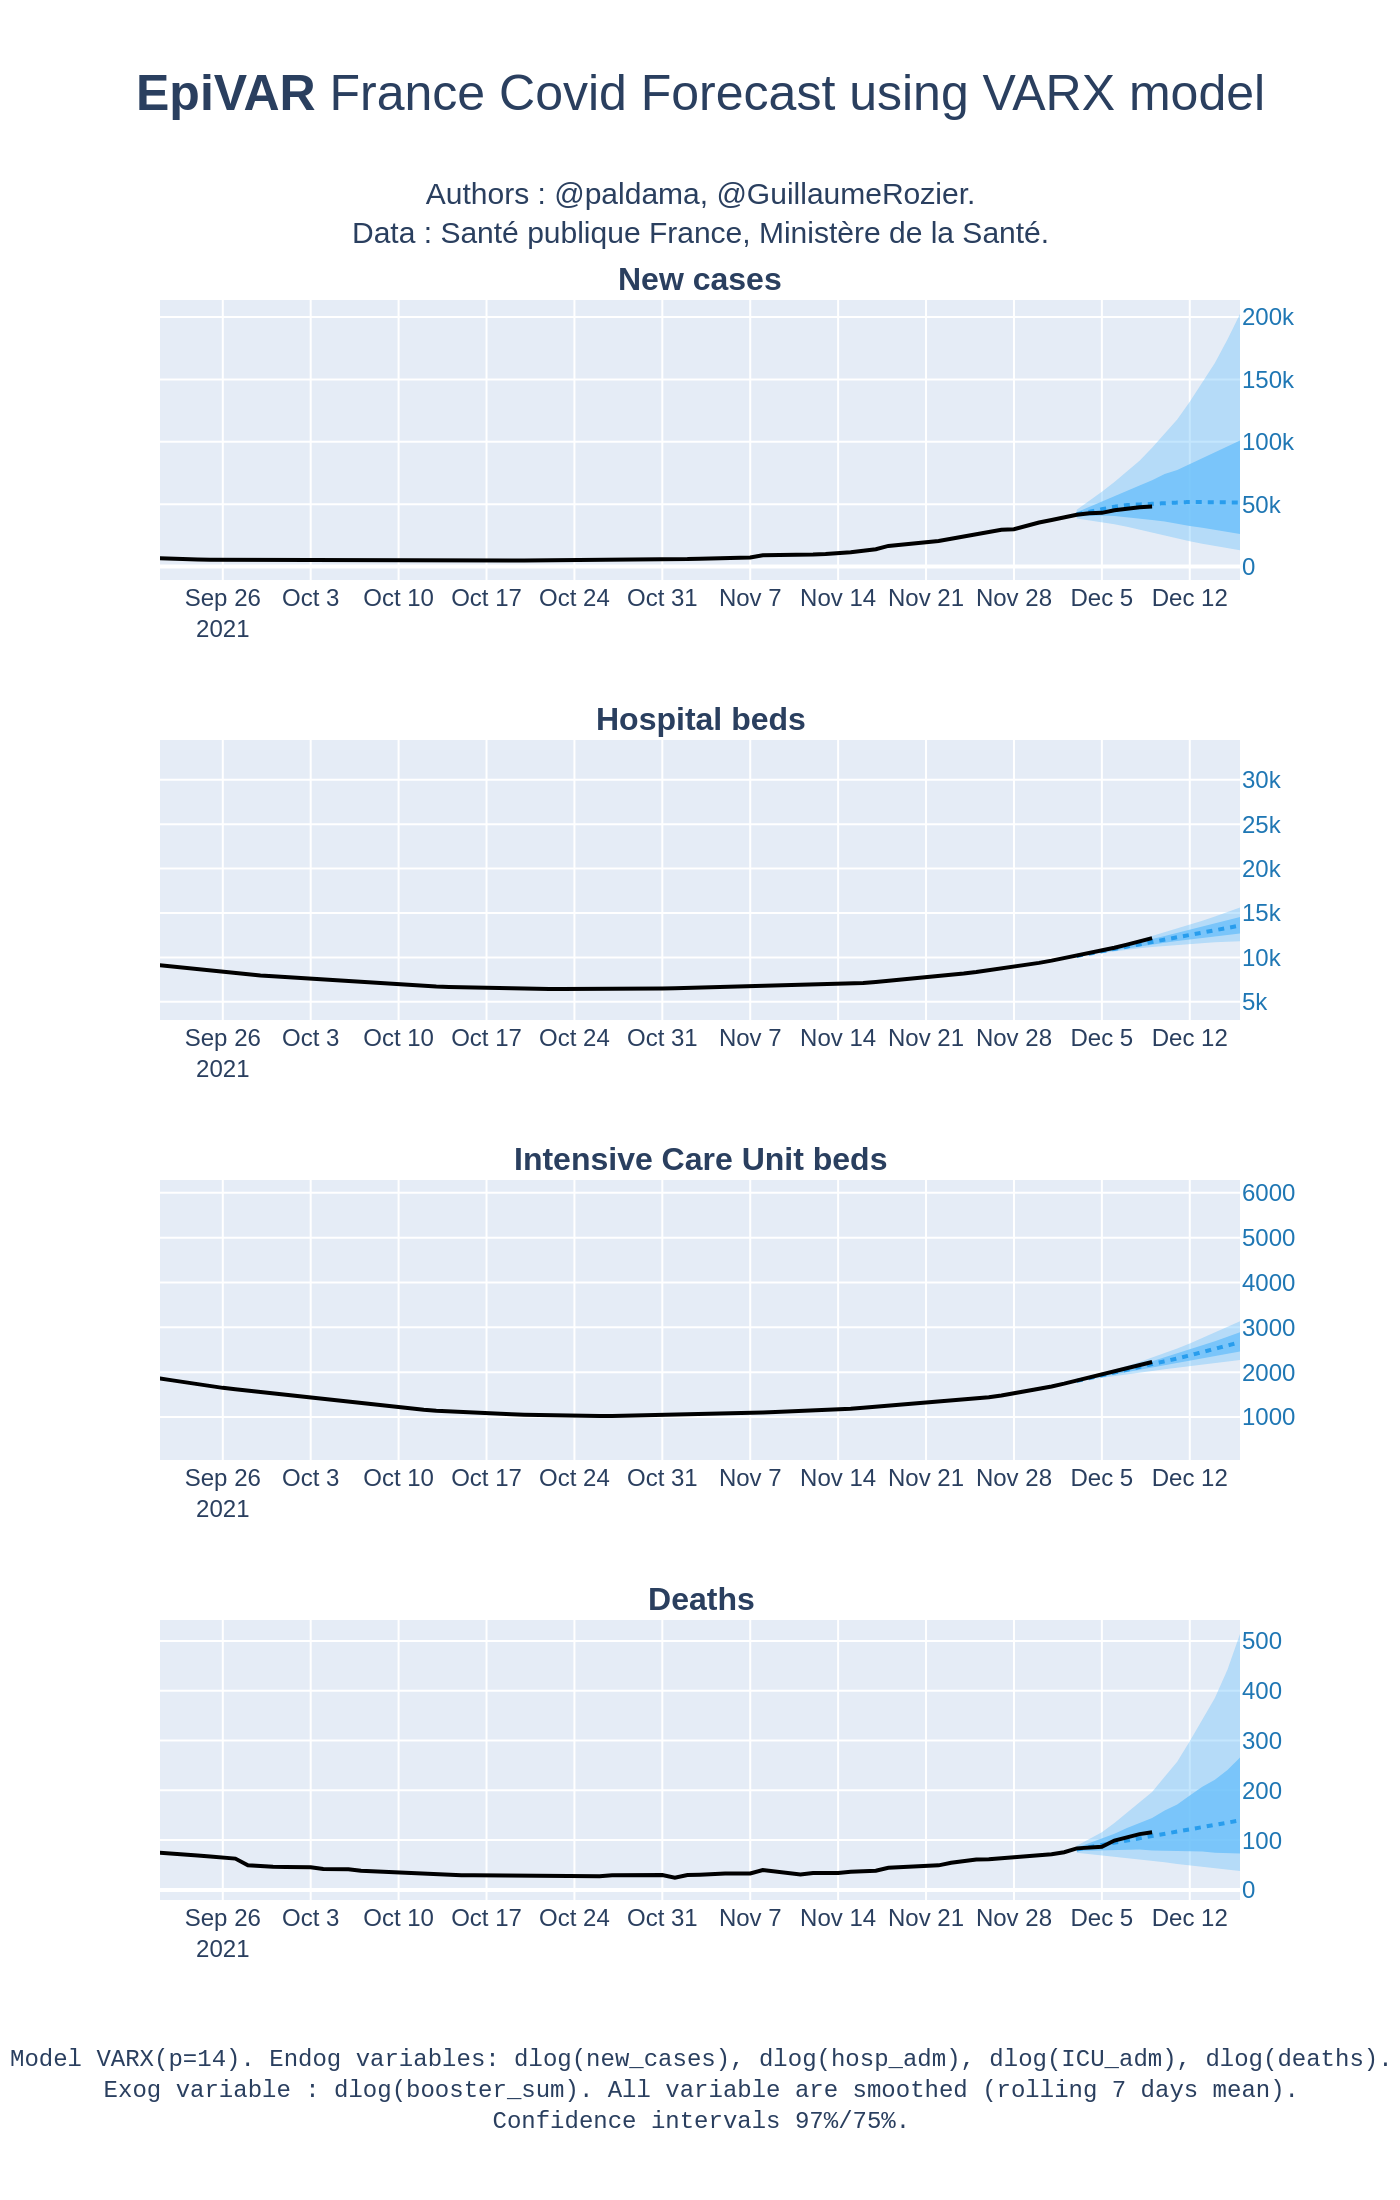 EpiVAR France Covid Forecast using VARX model
Authors : @paldama, @GuillaumeRozier.
Data : Santé publique France, Ministère de la Santé.
New cases
200k
150k
100k
50k
0
Sep 26 Oct 3 Oct 10 Oct 17 Oct 24 Oct 31 Nov 7 Nov 14 Nov 21 Nov 28 Dec 5 Dec 12
2021
Hospital beds
30k
25k
20k
15k
10k
5k
Sep 26 Oct 3 Oct 10 Oct 17 Oct 24 Oct 31 Nov 7 Nov 14 Nov 21 Nov 28 Dec 5 Dec 12
2021
Intensive Care Unit beds
6000
5000
4000
3000
2000
1000
Sep 26 Oct 3 Oct 10 Oct 17 Oct 24 Oct 31 Nov 7 Nov 14 Nov 21 Nov 28 Dec 5 Dec 12
2021
Deaths
500
400
300
200
100
0
Sep 26 Oct 3 Oct 10 Oct 17 Oct 24 Oct 31 Nov 7 Nov 14 Nov 21 Nov 28 Dec 5 Dec 12
2021
Model VARX(p=14). Endog variables: dlog(new_cases), dlog(hosp_adm), dlog(ICU_adm), dlog(deaths).
Exog variable : dlog(booster_sum). All variable are smoothed (rolling 7 days mean).
Confidence intervals 97%/75%.